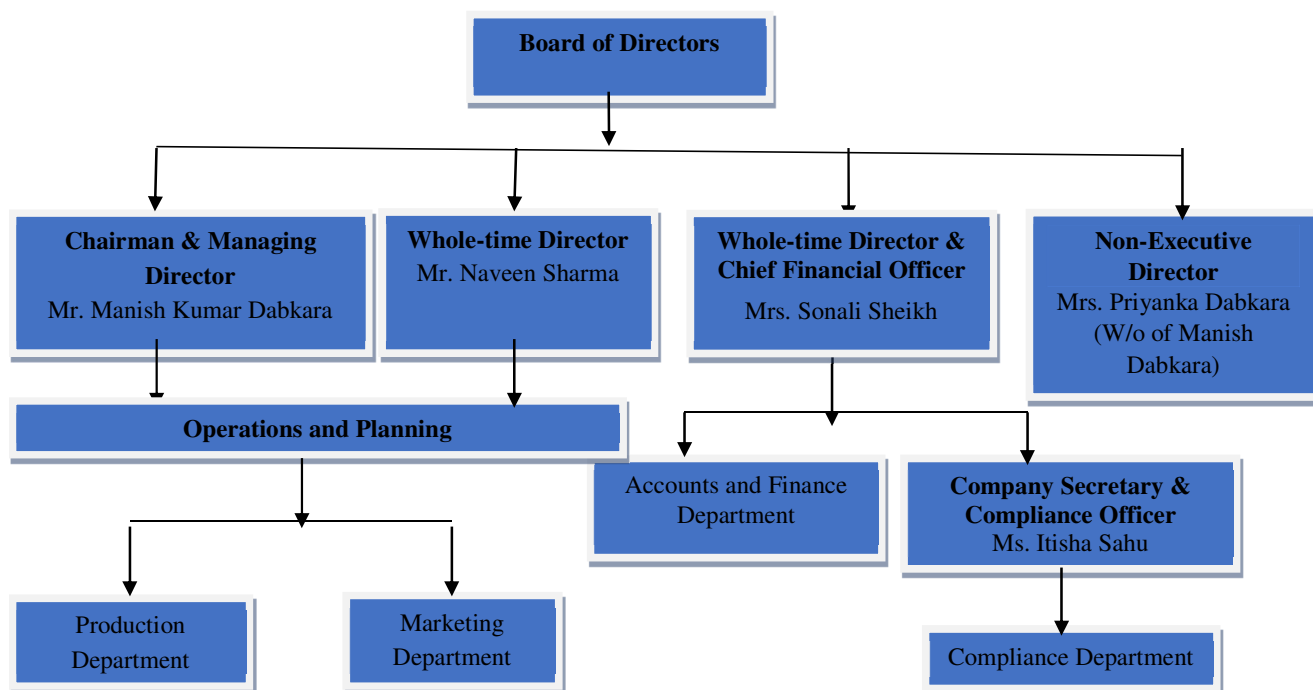 Board of Directors
Chairman & Managing
Director
Mr. Manish Kumar Dabkara
Whole-time Director
Mr. Naveen Sharma
Whole-time Director &
Chief Financial Officer
Mrs. Sonali Sheikh
Non-Executive
Director
Mrs. Priyanka Dabkara
(W/o of Manish
Dabkara)
Operations and Planning
Accounts and Finance
Department
Company Secretary &
Compliance Officer
Ms. Itisha Sahu
Production
Department
Marketing
Department
Compliance Department